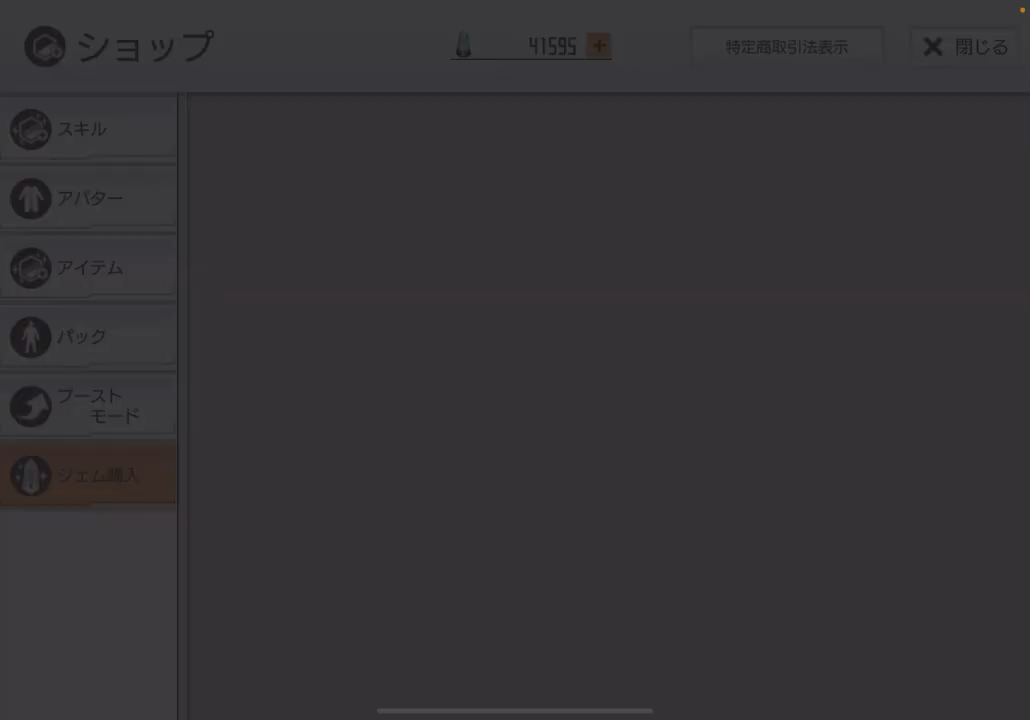 ショップ
41595
特定商取引法表示
閉じる
スキル
アバター
アイテム
パック
ブースト
モード
ジェム購入